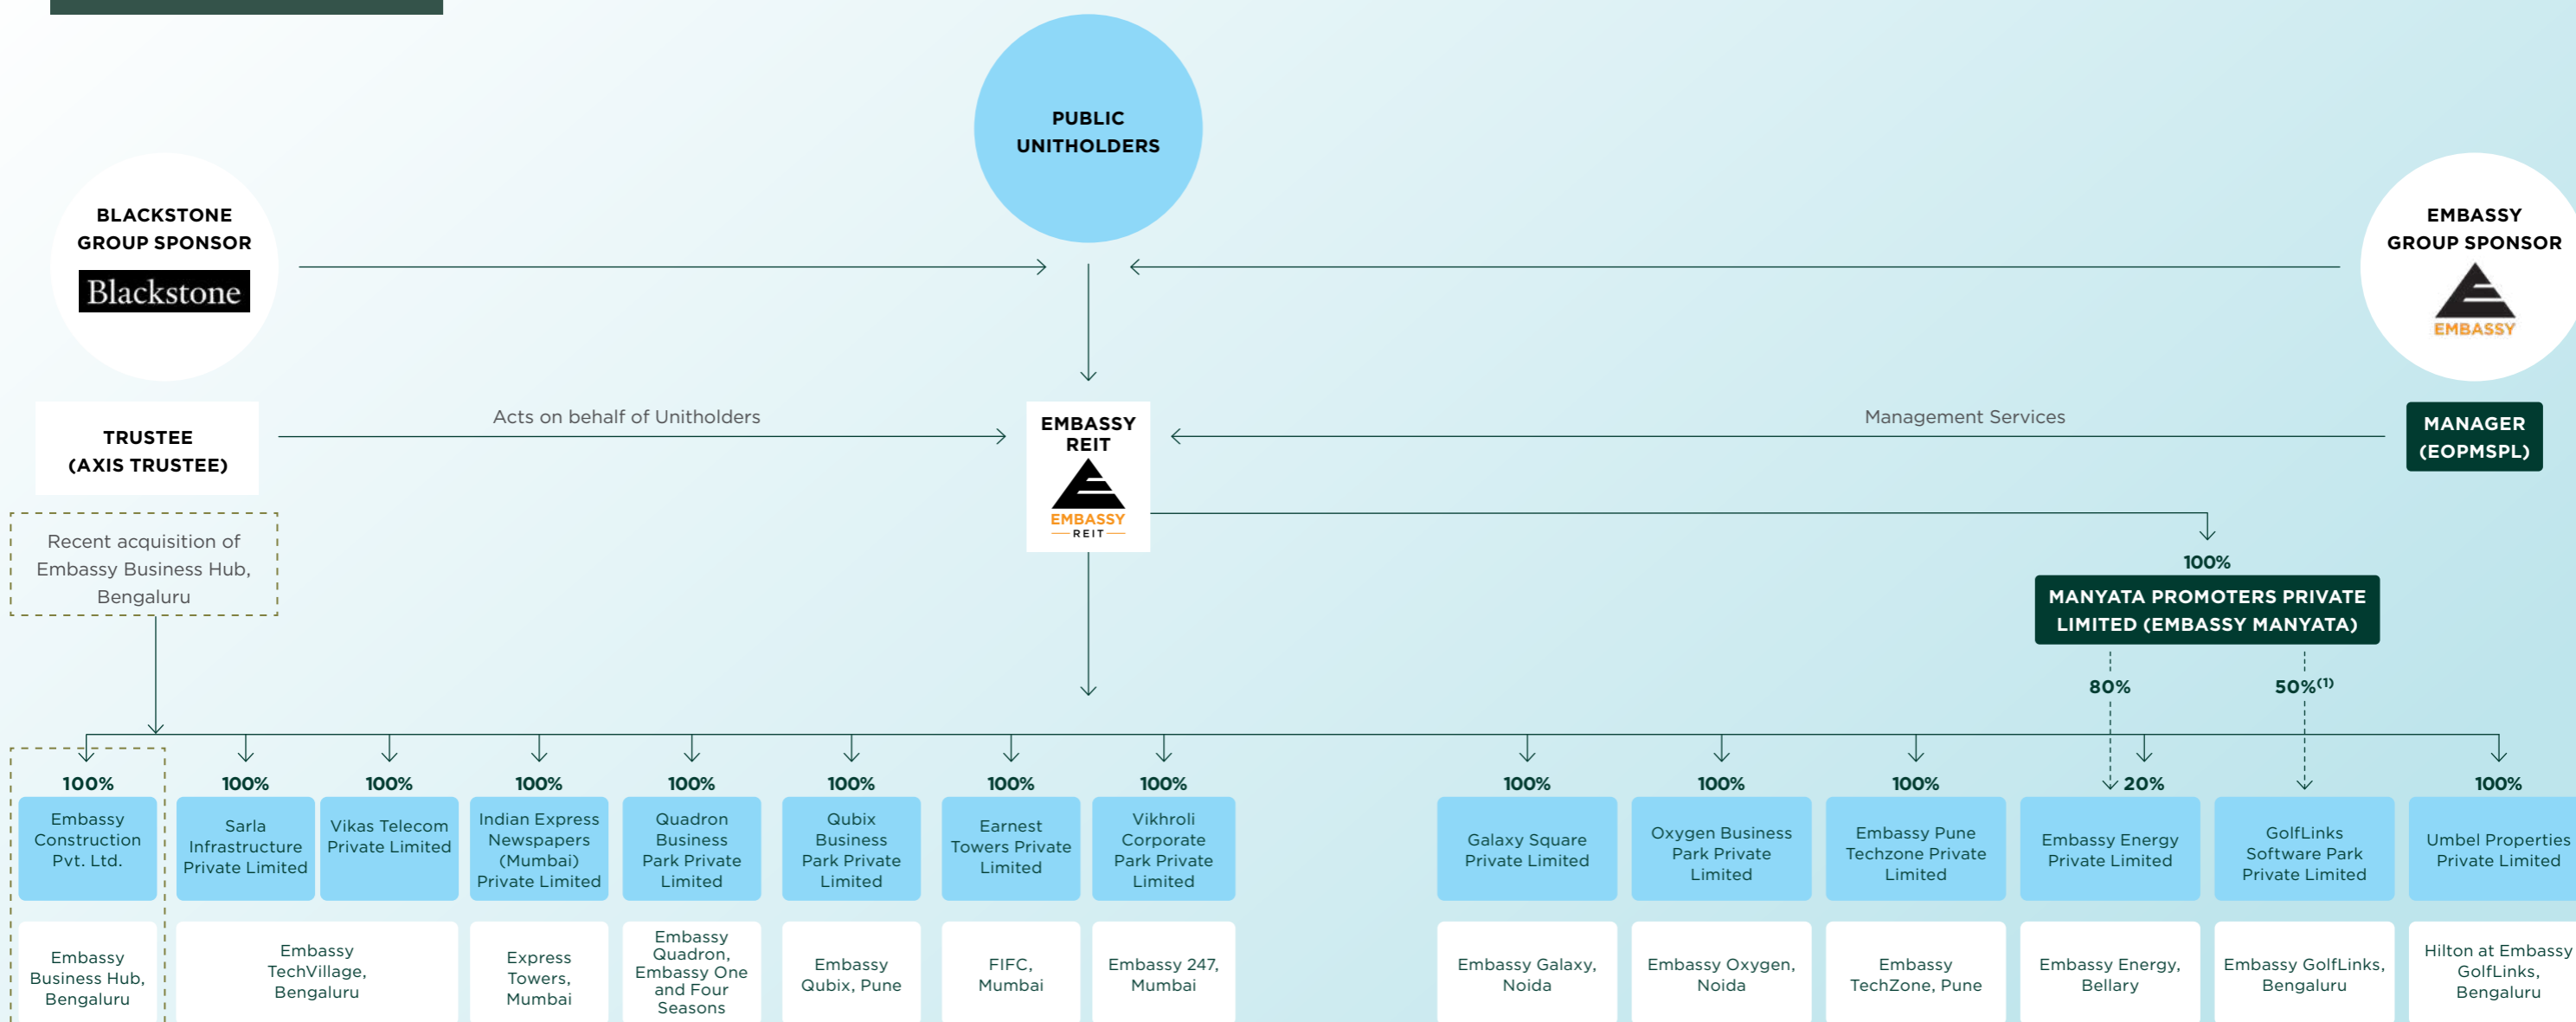 PUBLIC
UNITHOLDERS
BLACKSTONE
GROUP SPONSOR
Blackstone
EMBASSY
GROUP SPONSOR
EMBASSY
TRUSTEE
(AXIS TRUSTEE)
Acts on behalf of Unitholders
EMBASSY
REIT
EMBASSY
REIT
Management Services
MANAGER
(EOPMSPL)
Recent acquisition of
Embassy Business Hub,
Bengaluru
100%
MANYATA PROMOTERS PRIVATE
LIMITED (EMBASSY MANYATA)
80%
50%(1)
100%
100%
100%
100%
100%
100%
100%
100%
100%
100%
100%
20%
100%
Embassy
Construction
Pvt. Ltd.
Sarla
Infrastructure
Private Limited
Vikas Telecom
Private Limited
Indian Express
Newspapers
(Mumbai)
Private Limited
Quadron
Business
Park Private
Limited
Qubix
Business
Park Private
Limited
Earnest
Towers Private
Limited
Vikhroli
Corporate
Park Private
Limited
Galaxy Square
Private Limited
Oxygen Business
Park Private
Limited
Embassy Pune
Techzone Private
Limited
Embassy Energy
Private Limited
GolfLinks
Software Park
Private Limited
Umbel Properties
Private Limited
Embassy
Business Hub,
Bengaluru
Embassy
TechVillage,
Bengaluru
Express
Towers,
Mumbai
Embassy
Quadron,
Embassy One
and Four
Seasons
Embassy
Qubix, Pune
FIFC,
Mumbai
Embassy 247,
Mumbai
Embassy Galaxy,
Noida
Embassy Oxygen,
Noida
Embassy
TechZone, Pune
Embassy Energy,
Bellary
Embassy GolfLinks,
Bengaluru
Hilton at Embassy
GolfLinks,
Bengaluru